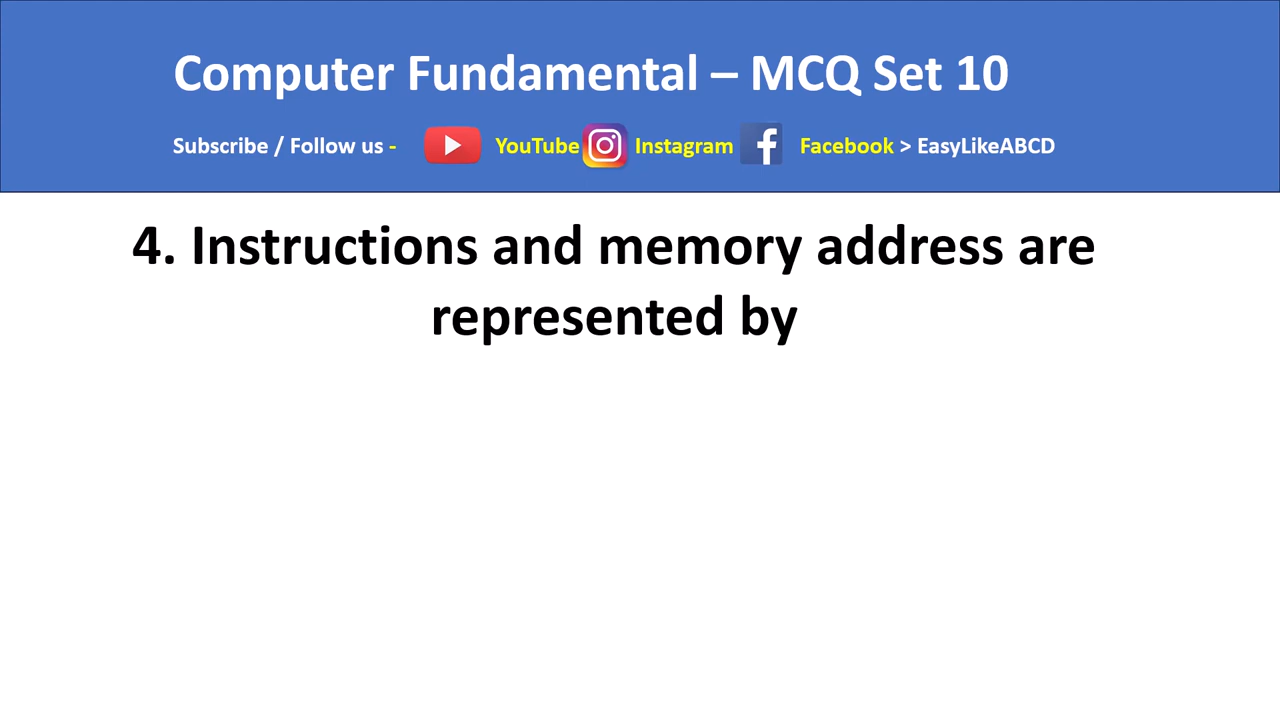 Computer Fundamental – MCQ Set 10
Subscribe / Follow us - YouTube Instagram Facebook > EasyLikeABCD
4. Instructions and memory address are
represented by